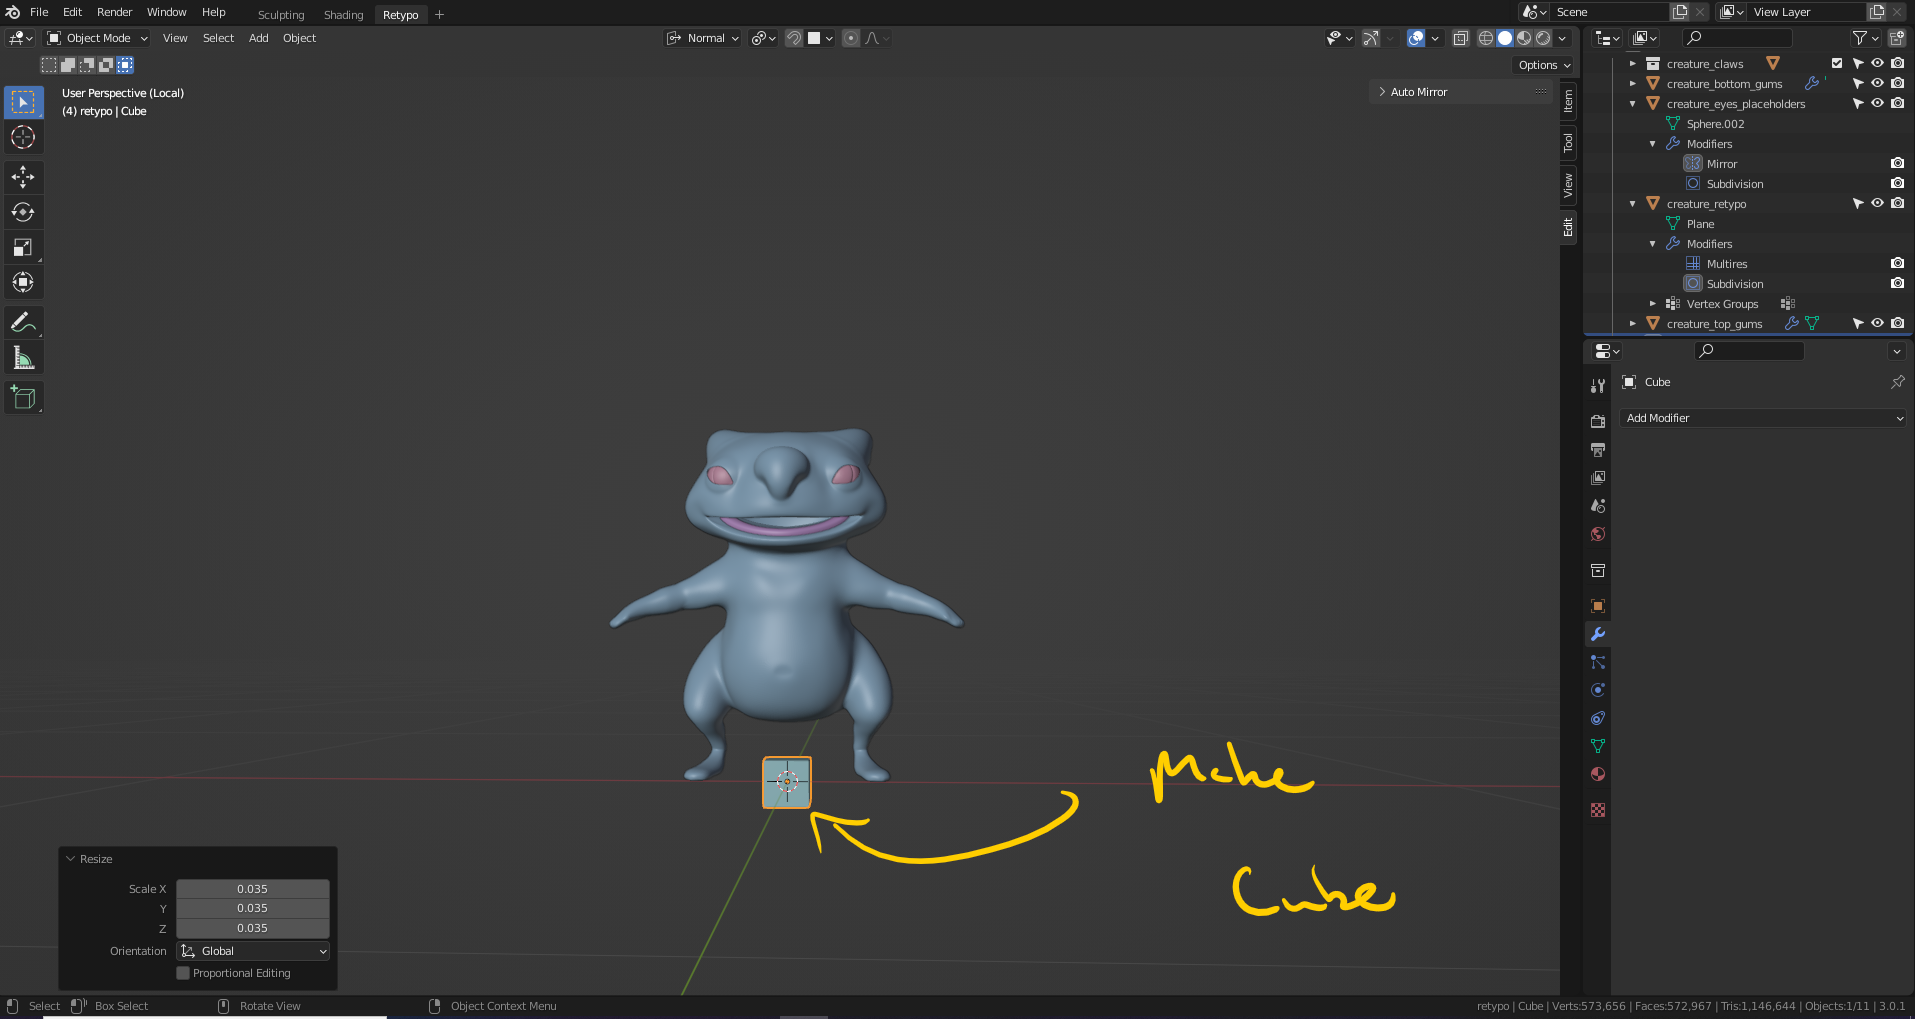 File Edit Render Window Help Sculpting Shading Retypo + Scene View Layer
Object Mode View Select Add Object Normal
Options
User Perspective (Local)
(4) retypo | Cube
Auto Mirror
Item
Tool
View
Edit
creature_claws
creature_bottom_gums
creature_eyes_placeholders
Sphere.002
Modifiers
Mirror
Subdivision
creature_retypo
Plane
Modifiers
Multires
Subdivision
Vertex Groups
creature_top_gums
Cube
Add Modifier
Make
Cube
Resize
Scale X 0.035
Y 0.035
Z 0.035
Orientation Global
Proportional Editing
Select Box Select Rotate View Object Context Menu retypo | Cube | Verts:573,656 | Faces:572,967 | Tris:1,146,644 | Objects:1/11 | 3.0.1